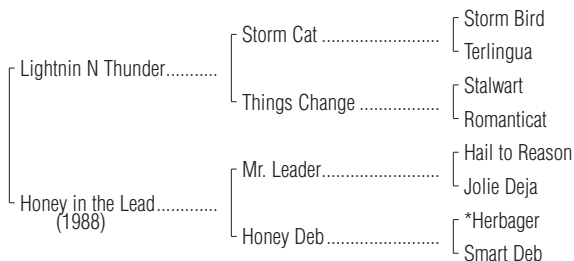 Storm Bird
Storm Cat ..........................
Terlingua
Lightnin N Thunder...........
Stalwart
Things Change ..................
Romanticat
Hail to Reason
Mr. Leader..........................
Jolie Deja
Honey in the Lead.............
(1988)
*Herbager
Honey Deb .........................
Smart Deb